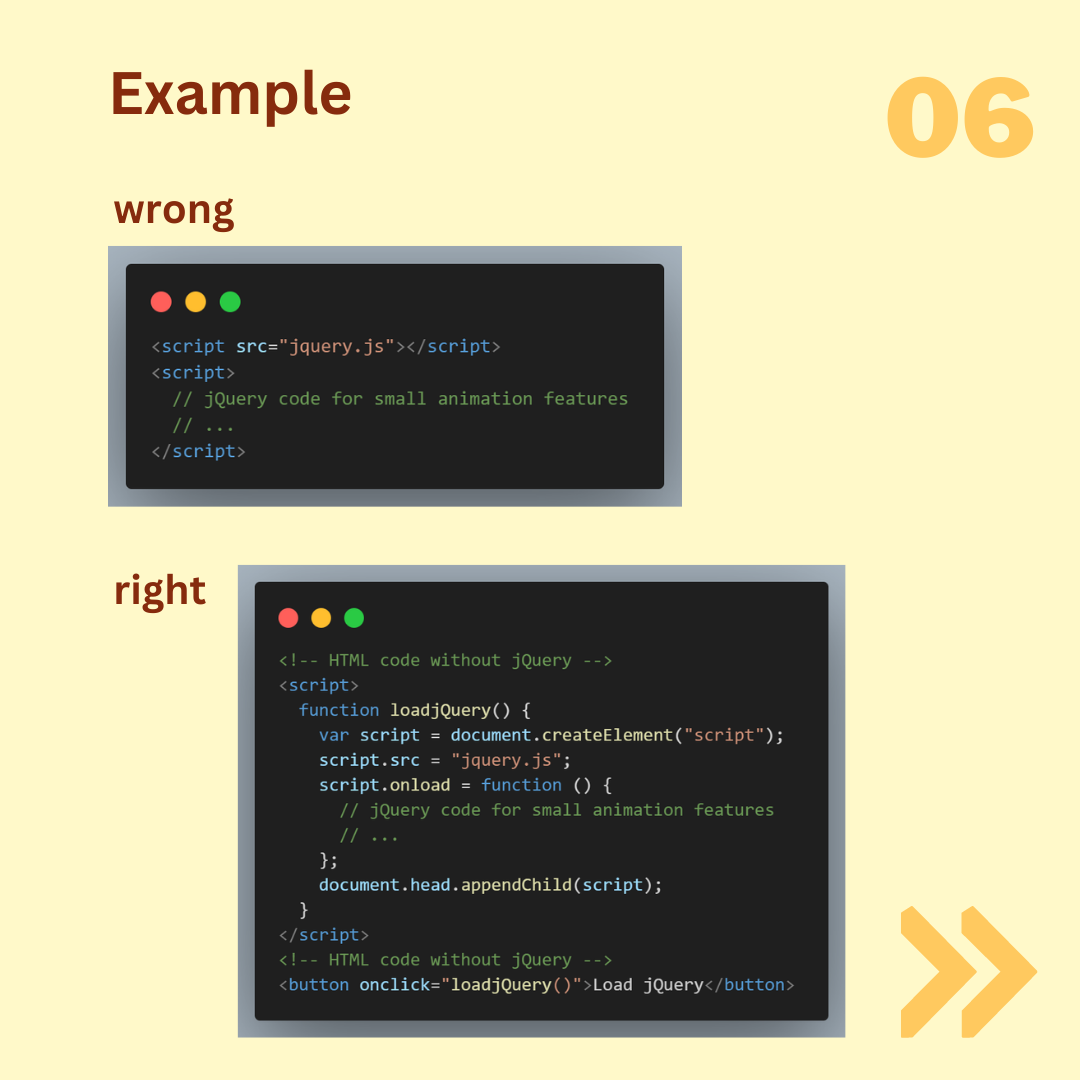 Example
06
wrong
<script src="jquery.js"></script>
<script>
  // jQuery code for small animation features
  // ...
</script>
right
<!-- HTML code without jQuery -->
<script>
  function loadjQuery() {
    var script = document.createElement("script");
    script.src = "jquery.js";
    script.onload = function () {
      // jQuery code for small animation features
      // ...
    };
    document.head.appendChild(script);
  }
</script>
<!-- HTML code without jQuery -->
<button onclick="loadjQuery()">Load jQuery</button>